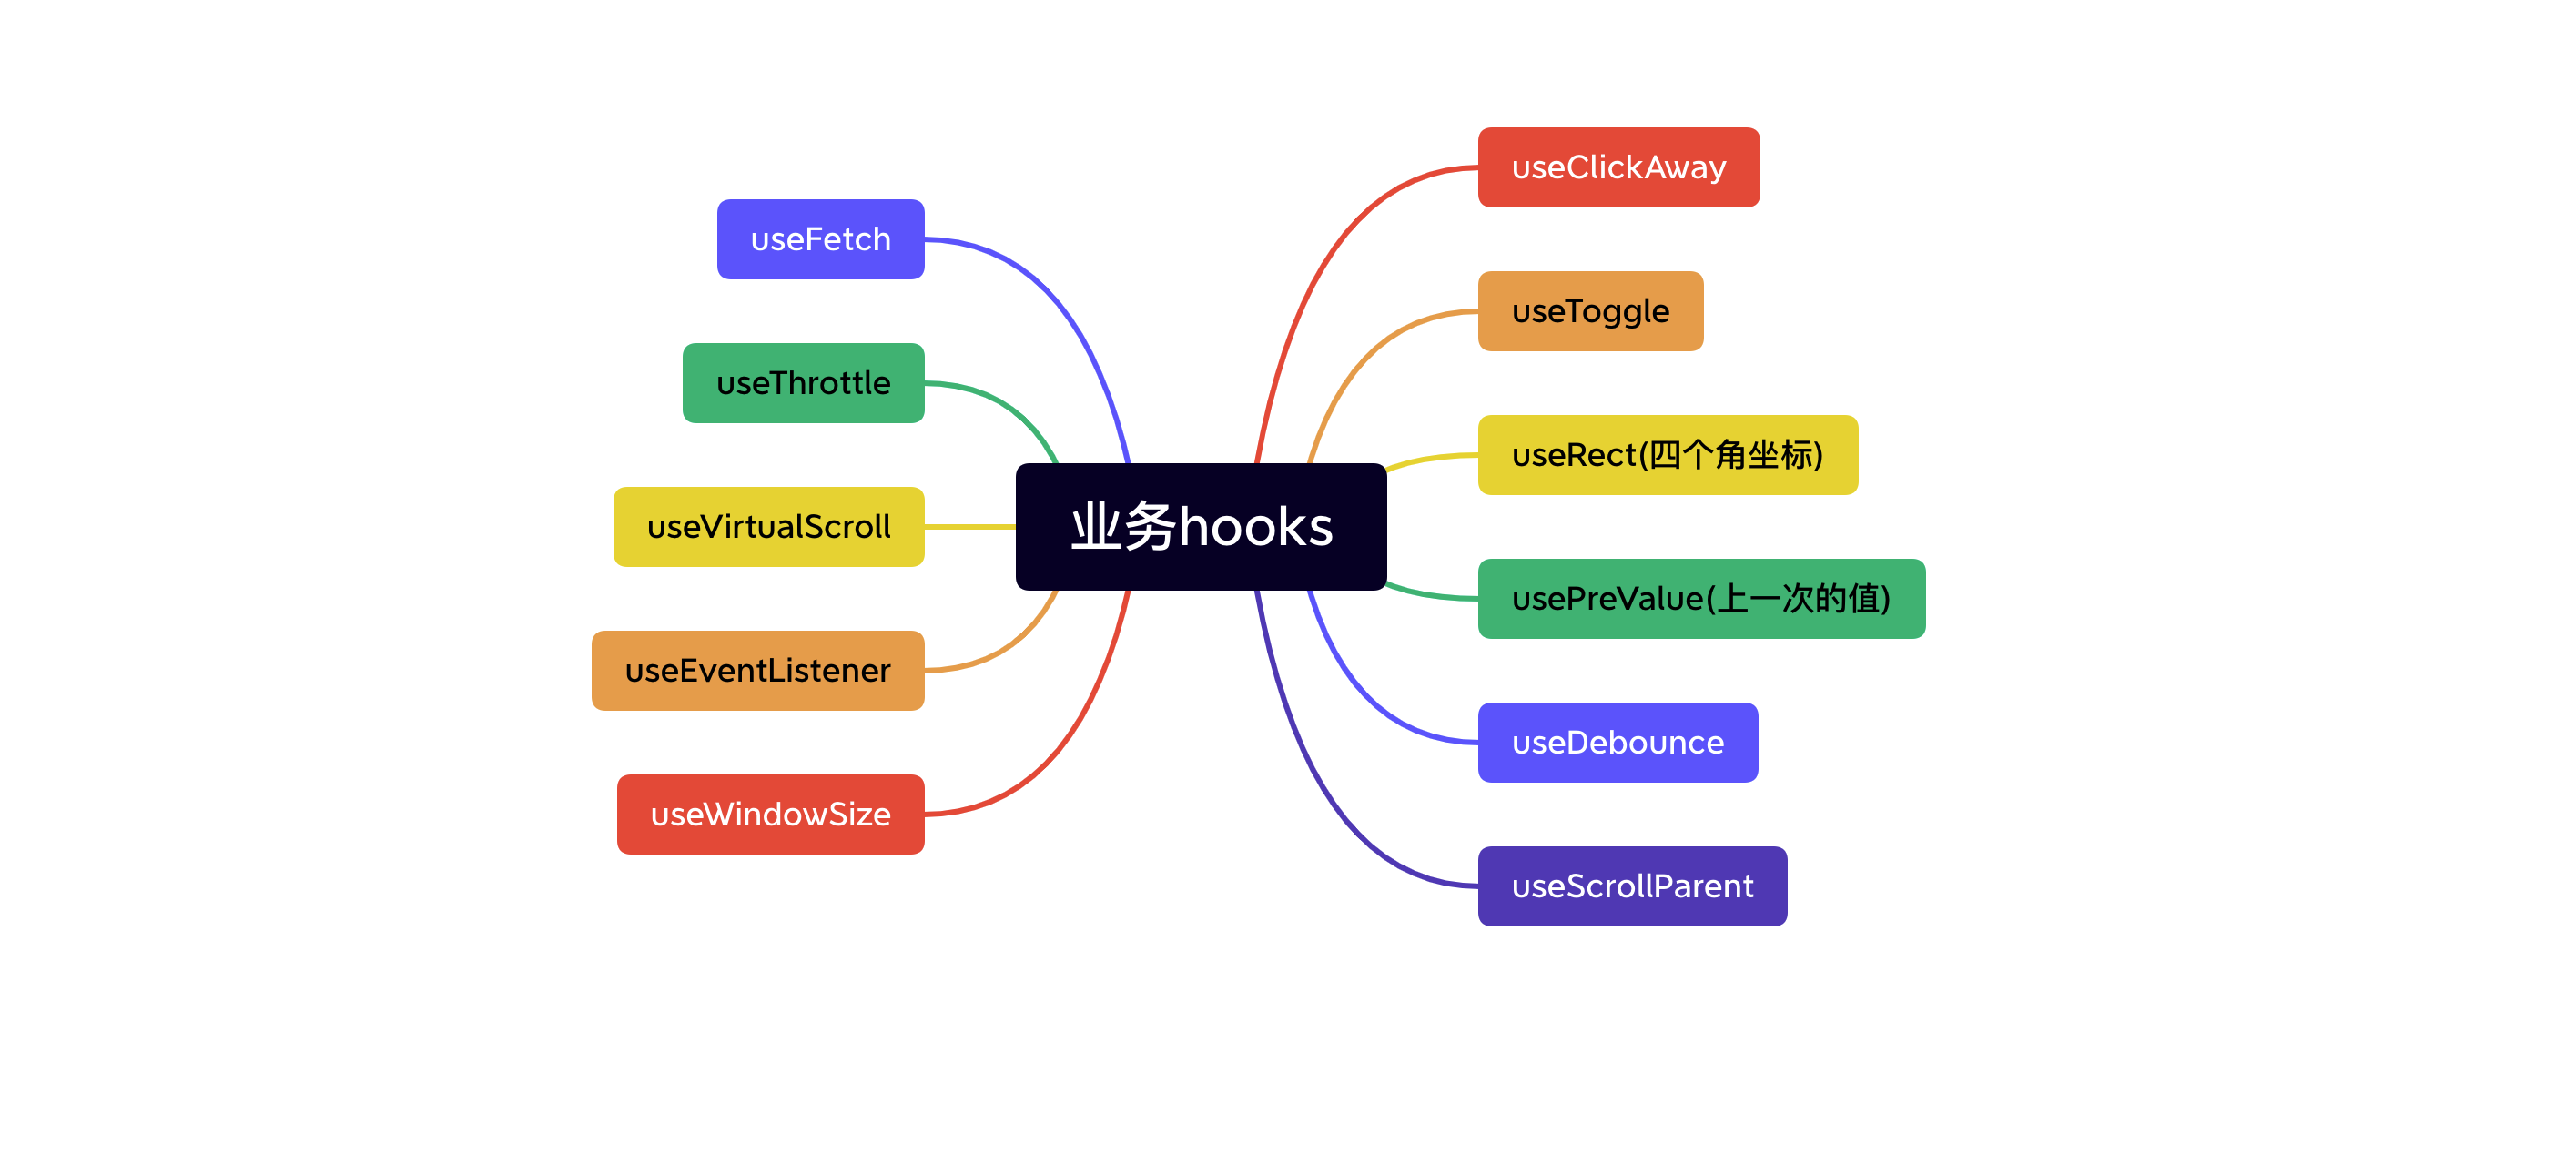 业务hooks
useClickAway
useToggle
useRect(四个角坐标)
usePreValue(上一次的值)
useDebounce
useScrollParent
useFetch
useThrottle
useVirtualScroll
useEventListener
useWindowSize